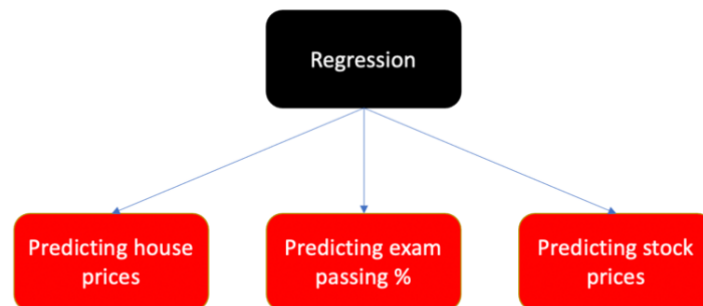 Regression
Predicting house
prices
Predicting exam
passing %
Predicting stock
prices